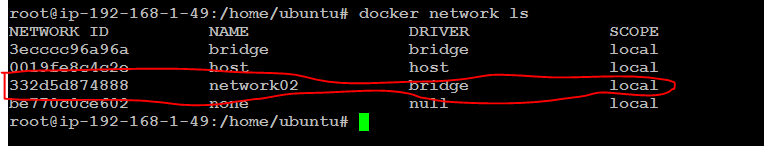 root@ip-192-168-1-49:/home/ubuntu# docker network ls
NETWORK ID NAME DRIVER SCOPE
3ecccc96a96a bridge bridge local
0019fe8c4c2c host host local
332d5d874888 network02 bridge local
be770c0ce602 none null local
root@ip-192-168-1-49:/home/ubuntu#